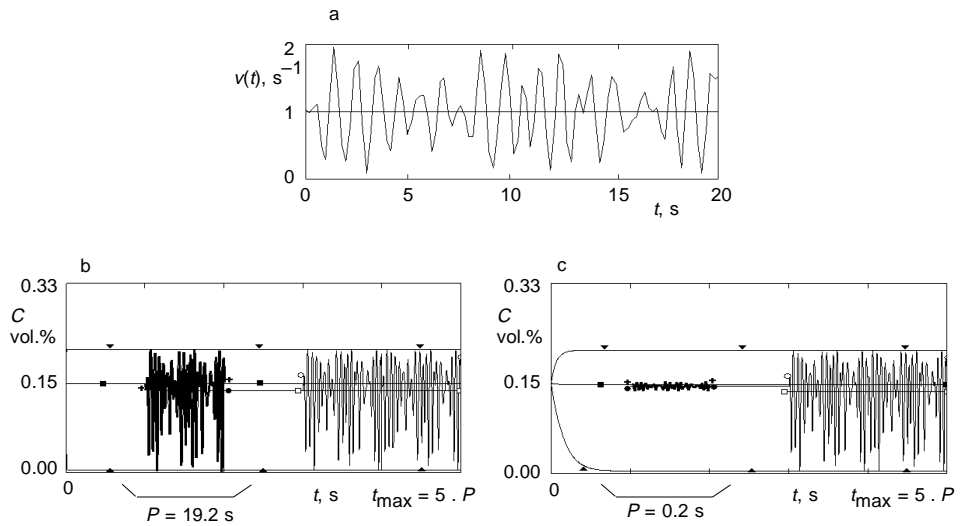 a
2
v(t), s–1
1
0
0 5 10 15 20
t, s
b
0.33
C
vol.%
0.15
0.00
0
t, s tmax = 5 . P
P = 19.2 s
c
0.33
C
vol.%
0.15
0.00
0
t, s tmax = 5 . P
P = 0.2 s